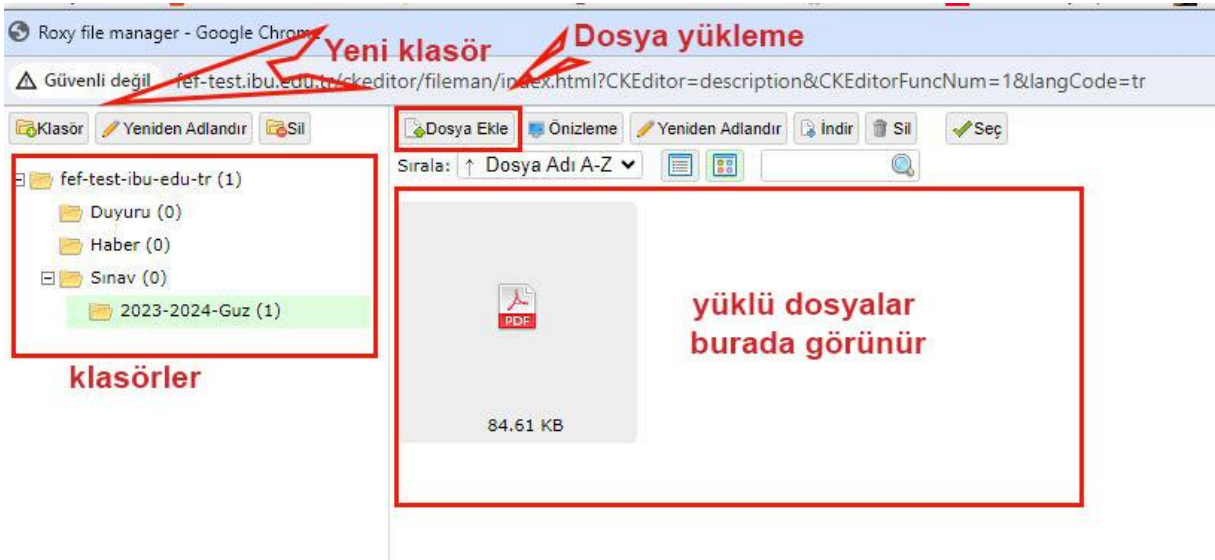 Roxy file manager - Google Chrome
Yeni klasör
Dosya yükleme
Güvenli değil fef-test.ibu.edu.tr/ckeditor/fileman/index.html?CKEditor=description&CKEditorFuncNum=1&langCode=tr
Klasör Yeniden Adlandır Sil
Dosya Ekle Önizleme Yeniden Adlandır İndir Sil Seç
Sırala: ↑ Dosya Adı A-Z
fef-test-ibu-edu-tr (1)
Duyuru (0)
Haber (0)
Sınav (0)
2023-2024-Guz (1)
klasörler
PDF
84.61 KB
yüklü dosyalar
burada görünür